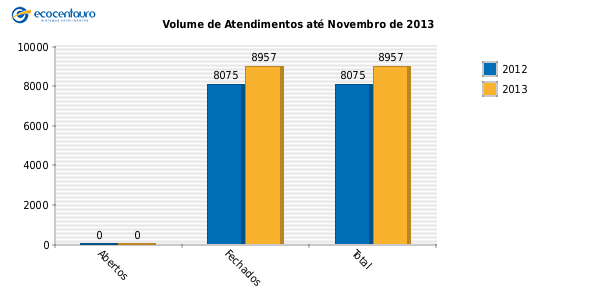 ecocentauro
Volume de Atendimentos até Novembro de 2013
10000
8000
6000
4000
2000
0
0
0
8075
8957
8075
8957
Abertos
Fechados
Total
2012
2013